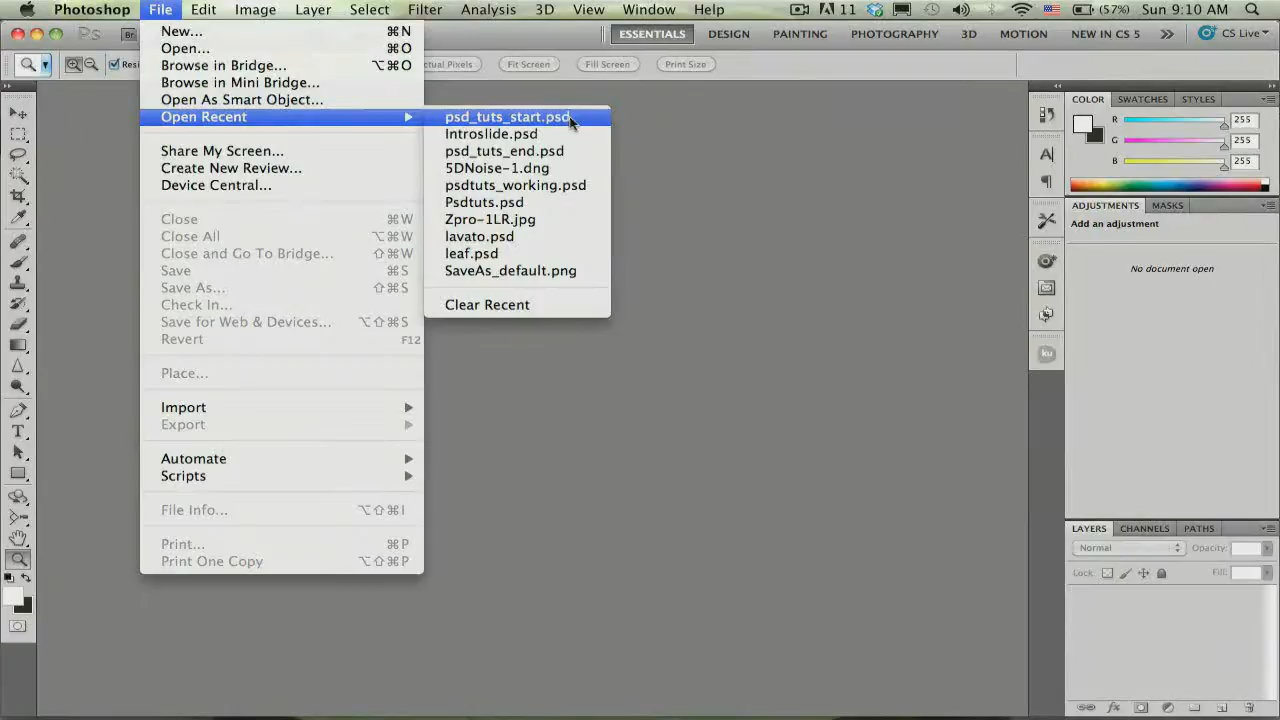 Photoshop File Edit Image Layer Select Filter Analysis 3D View Window Help 11 (57%) Sun 9:10 AM
Ps Br ESSENTIALS DESIGN PAINTING PHOTOGRAPHY 3D MOTION NEW IN CS 5 CS Live
Resi ctual Pixels Fit Screen Fill Screen Print Size
New... ⌘N
Open... ⌘O
Browse in Bridge... ⌥⌘O
Browse in Mini Bridge...
Open As Smart Object...
Open Recent
Share My Screen...
Create New Review...
Device Central...
Close ⌘W
Close All ⌥⌘W
Close and Go To Bridge... ⇧⌘W
Save ⌘S
Save As... ⇧⌘S
Check In...
Save for Web & Devices... ⌥⇧⌘S
Revert F12
Place...
Import
Export
Automate
Scripts
File Info... ⌥⇧⌘I
Print... ⌘P
Print One Copy ⌥⇧⌘P
psd_tuts_start.psd
Introslide.psd
psd_tuts_end.psd
5DNoise-1.dng
psdtuts_working.psd
Psdtuts.psd
Zpro-1LR.jpg
lavato.psd
leaf.psd
SaveAs_default.png
Clear Recent
COLOR SWATCHES STYLES
R 255
G 255
B 255
ADJUSTMENTS MASKS
Add an adjustment
No document open
LAYERS CHANNELS PATHS
Normal Opacity:
Lock: Fill:
ku